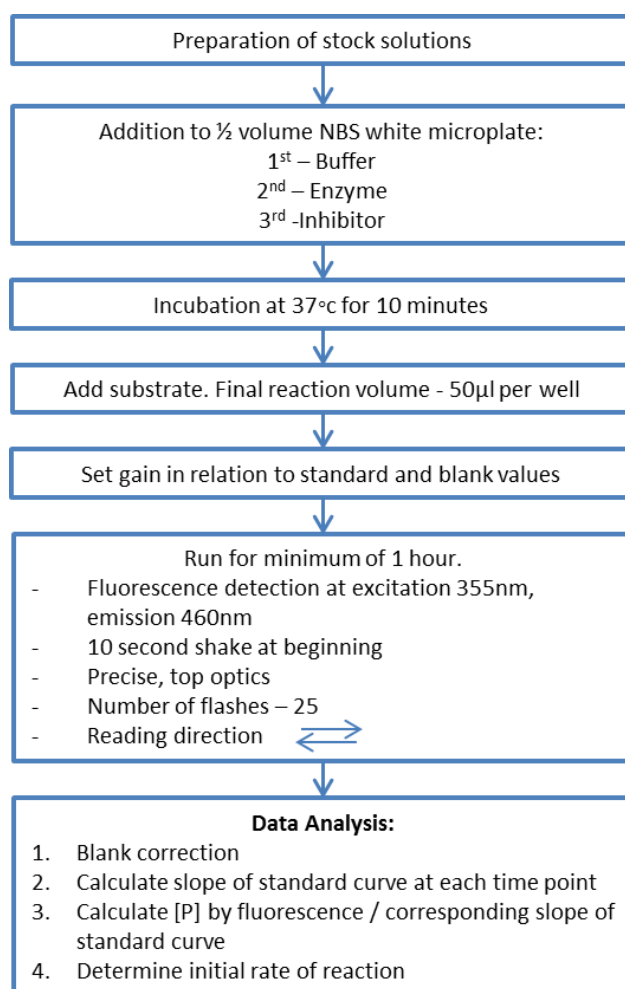 Preparation of stock solutions
Addition to ½ volume NBS white microplate:
1st – Buffer
2nd – Enzyme
3rd -Inhibitor
Incubation at 37°c for 10 minutes
Add substrate. Final reaction volume - 50µl per well
Set gain in relation to standard and blank values
Run for minimum of 1 hour.
- Fluorescence detection at excitation 355nm,
emission 460nm
- 10 second shake at beginning
- Precise, top optics
- Number of flashes – 25
- Reading direction
Data Analysis:
1. Blank correction
2. Calculate slope of standard curve at each time point
3. Calculate [P] by fluorescence / corresponding slope of
standard curve
4. Determine initial rate of reaction